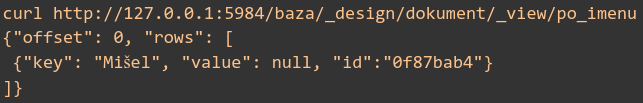 curl http://127.0.0.1:5984/baza/_design/dokument/_view/po_imenu
{"offset": 0, "rows": [
 {"key": "Mišel", "value": null, "id":"0f87bab4"}
]}